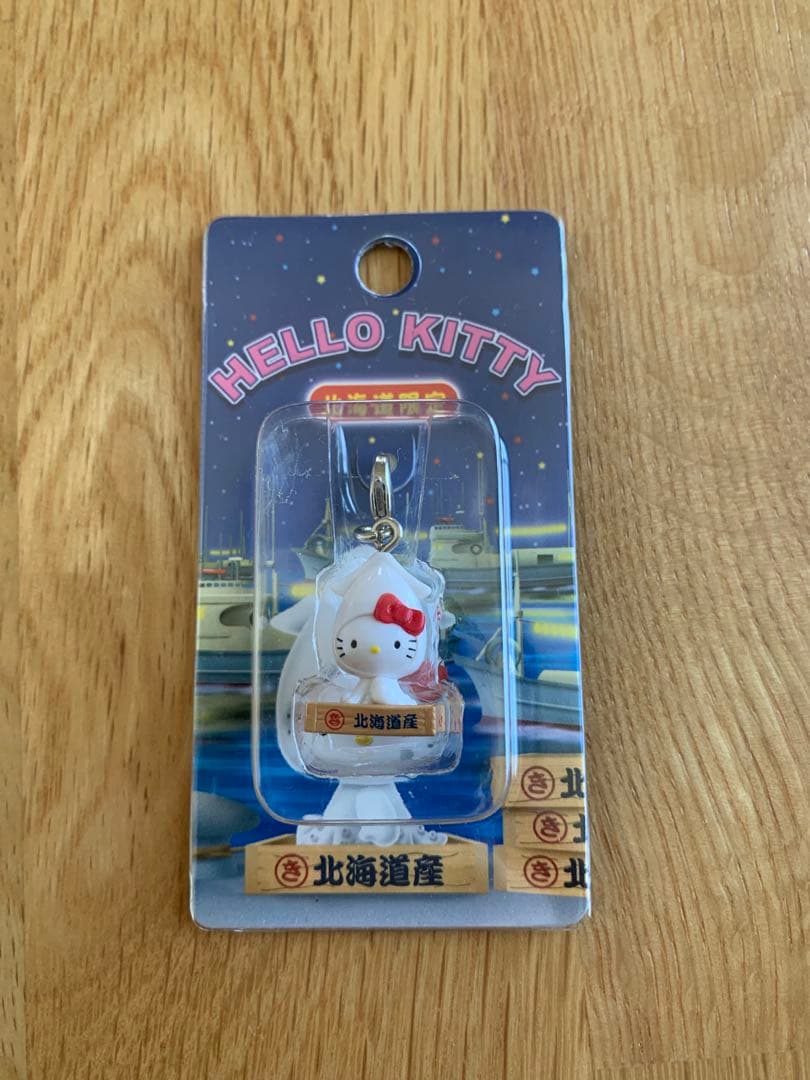 HELLO KITTY
北海道限定
き 北海道産
き 北
き 北
き 北海道産 き 北